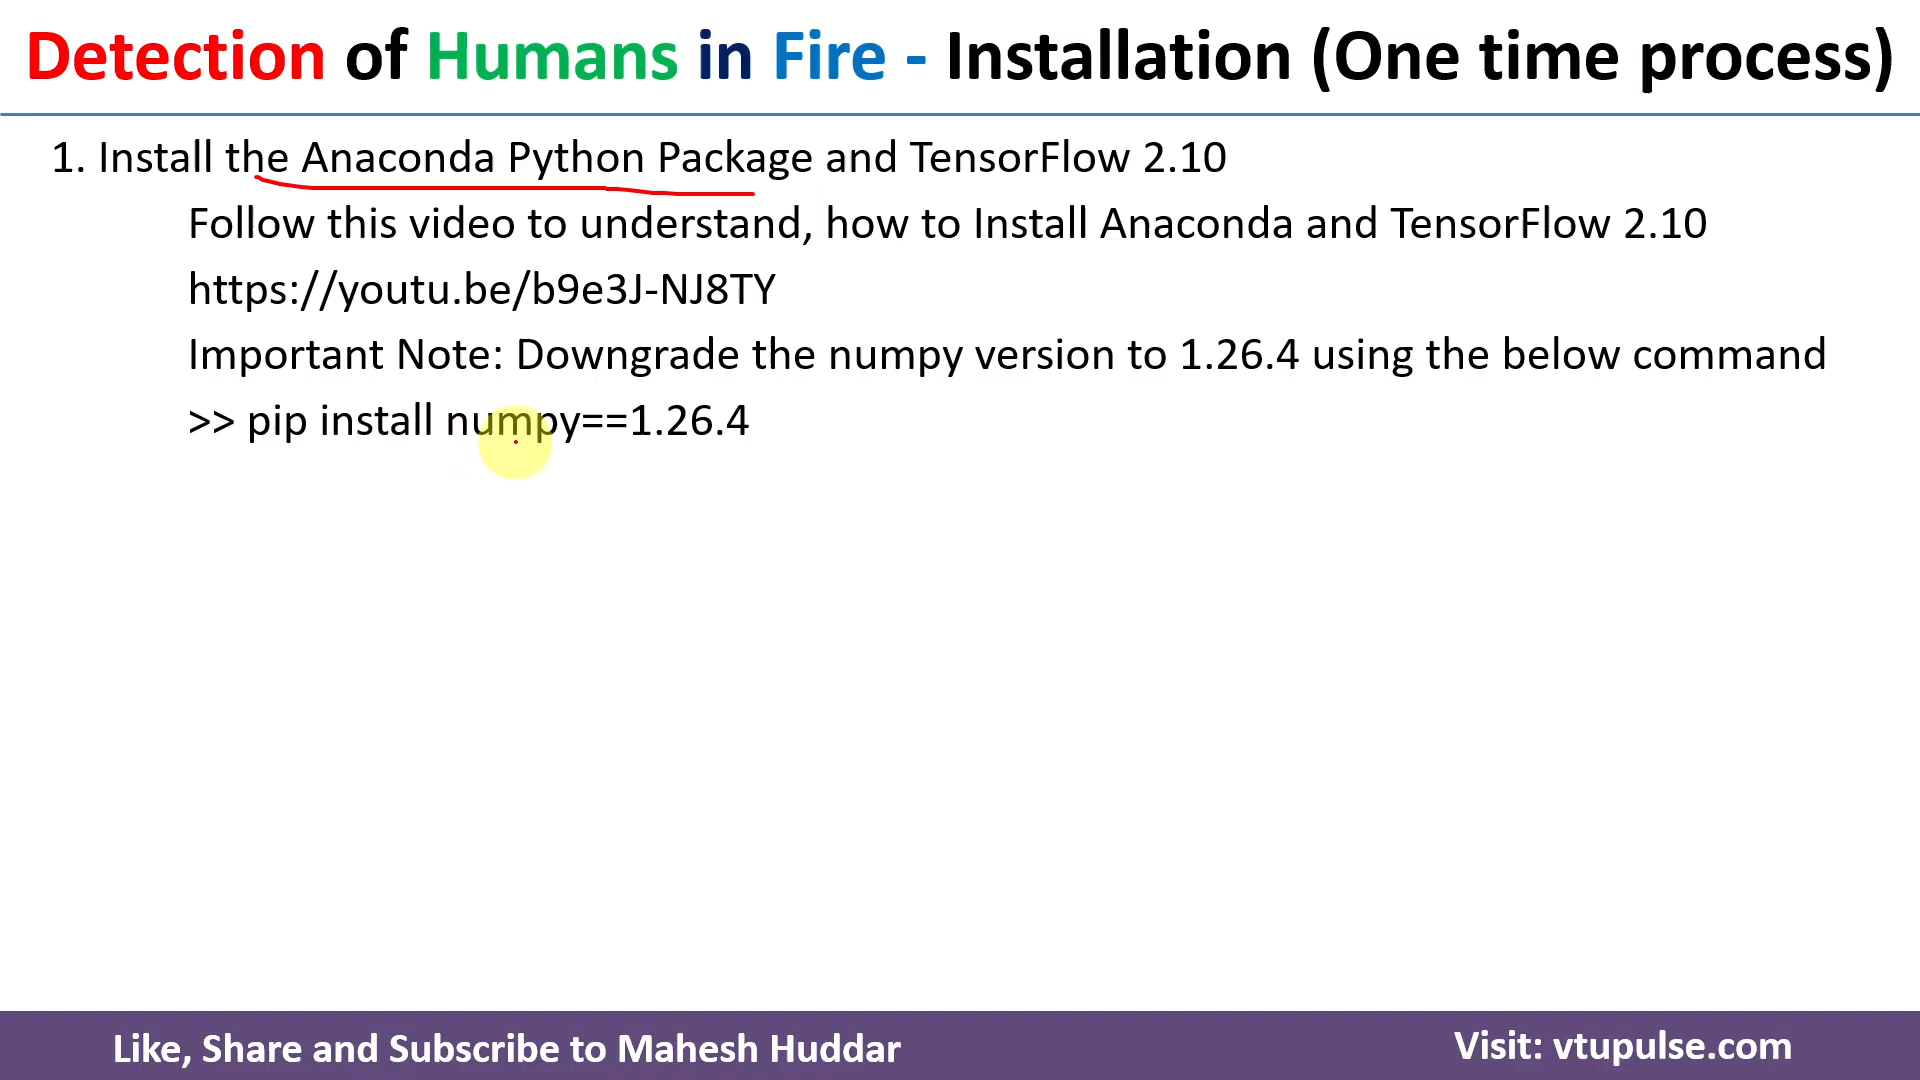 Detection of Humans in Fire - Installation (One time process)
1. Install the Anaconda Python Package and TensorFlow 2.10
Follow this video to understand, how to Install Anaconda and TensorFlow 2.10
https://youtu.be/b9e3J-NJ8TY
Important Note: Downgrade the numpy version to 1.26.4 using the below command
>> pip install numpy==1.26.4
Like, Share and Subscribe to Mahesh Huddar
Visit: vtupulse.com